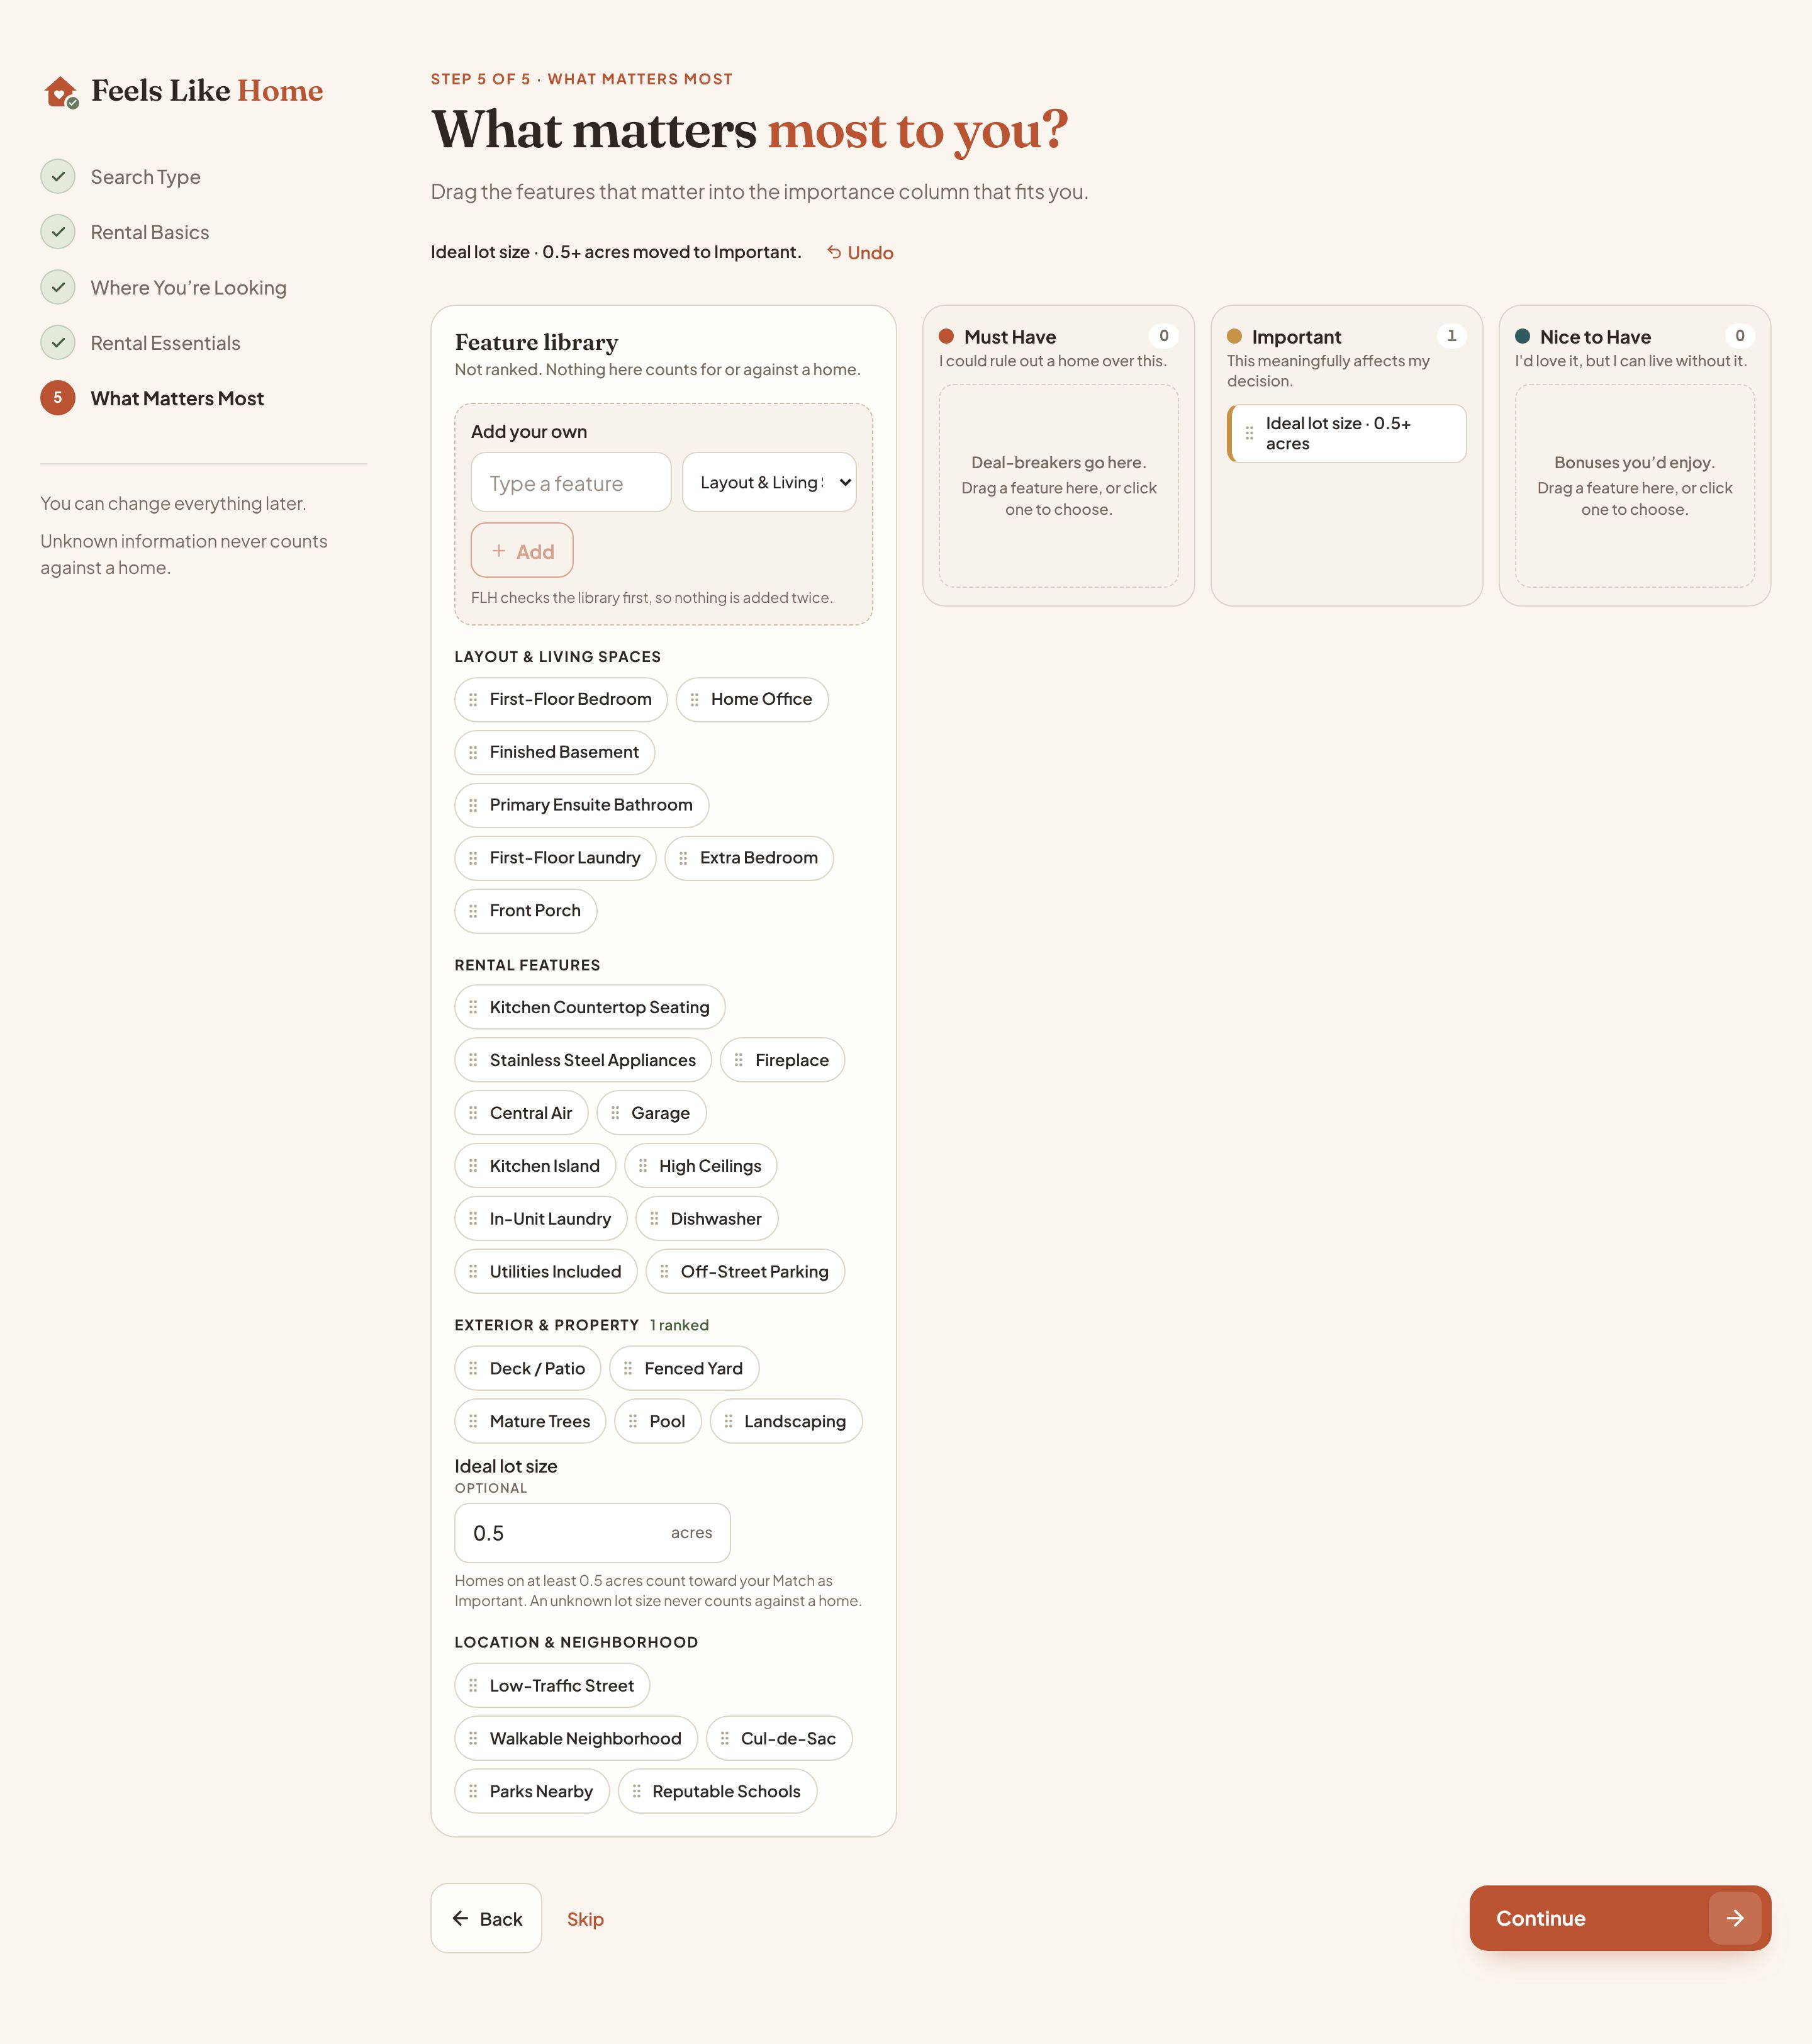 Feels Like Home
Search Type
Rental Basics
Where You’re Looking
Rental Essentials
5 What Matters Most
You can change everything later.
Unknown information never counts
against a home.
STEP 5 OF 5 · WHAT MATTERS MOST
What matters most to you?
Drag the features that matter into the importance column that fits you.
Ideal lot size · 0.5+ acres moved to Important. Undo
Feature library
Not ranked. Nothing here counts for or against a home.
Add your own
Type a feature
Layout & Living
+ Add
FLH checks the library first, so nothing is added twice.
LAYOUT & LIVING SPACES
First-Floor Bedroom Home Office
Finished Basement
Primary Ensuite Bathroom
First-Floor Laundry Extra Bedroom
Front Porch
RENTAL FEATURES
Kitchen Countertop Seating
Stainless Steel Appliances Fireplace
Central Air Garage
Kitchen Island High Ceilings
In-Unit Laundry Dishwasher
Utilities Included Off-Street Parking
EXTERIOR & PROPERTY 1 ranked
Deck / Patio Fenced Yard
Mature Trees Pool Landscaping
Ideal lot size
OPTIONAL
0.5 acres
Homes on at least 0.5 acres count toward your Match as
Important. An unknown lot size never counts against a home.
LOCATION & NEIGHBORHOOD
Low-Traffic Street
Walkable Neighborhood Cul-de-Sac
Parks Nearby Reputable Schools
Must Have 0
I could rule out a home over this.
Deal-breakers go here.
Drag a feature here, or click
one to choose.
Important 1
This meaningfully affects my
decision.
Ideal lot size · 0.5+
acres
Nice to Have 0
I'd love it, but I can live without it.
Bonuses you’d enjoy.
Drag a feature here, or click
one to choose.
Back
Skip
Continue